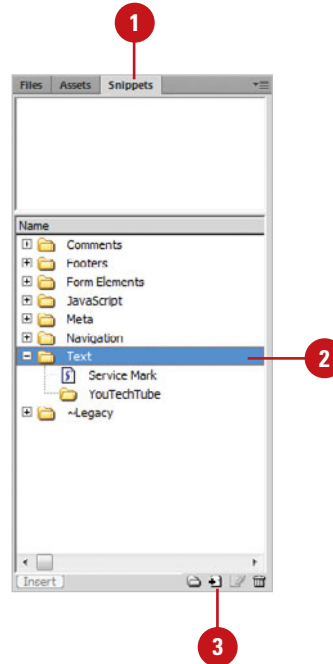 1
Files Assets Snippets
Name
Comments
Footers
Form Elements
JavaScript
Meta
Navigation
Text
2
Service Mark
YouTechTube
~Legacy
Insert
3